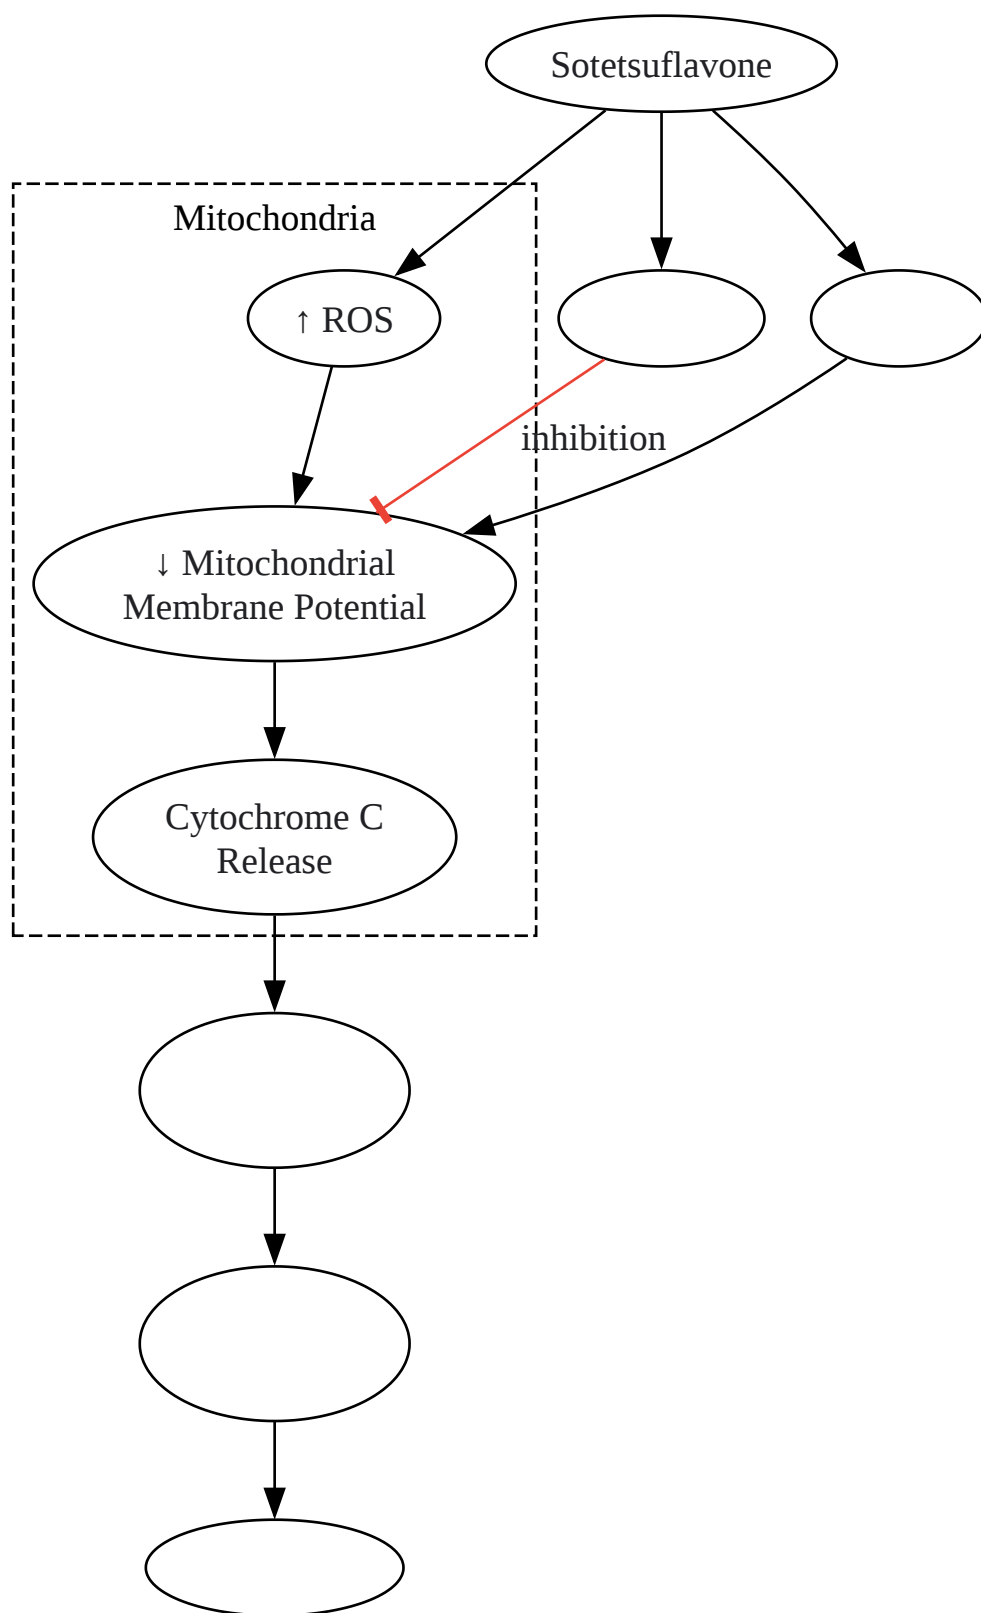 Sotetsuflavone
Mitochondria
↑ ROS
inhibition
↓ Mitochondrial
Membrane Potential
Cytochrome C
Release